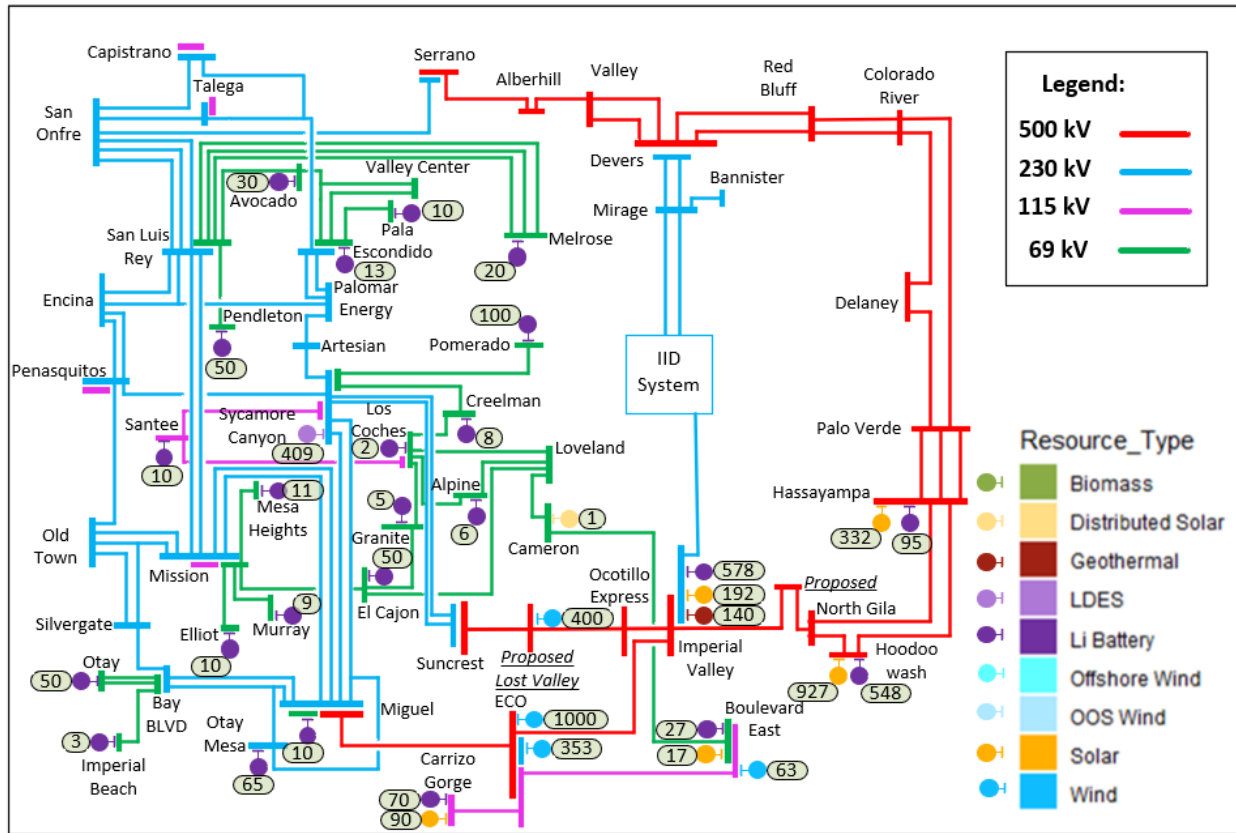 Capistrano
Talega
San
Onfre
Serrano
Alberhill
Valley
Red
Bluff
Colorado
River
Legend:
500 kV
230 kV
115 kV
69 kV
Devers
Bannister
Mirage
Valley Center
30
Avocado
10
Pala
San Luis
Rey
Escondido
13
Melrose
20
Encina
Palomar
Energy
Pendleton
50
Delaney
100
Pomerado
Artesian
IID
System
Penasquitos
Santee
10
Sycamore
Canyon
409
Los
Coches
2
Creelman
8
Loveland
Palo Verde
Hassayampa
332
95
Resource_Type
Biomass
Distributed Solar
Geothermal
LDES
Li Battery
Offshore Wind
OOS Wind
Solar
Wind
11
Mesa
Heights
5
Granite
50
Alpine
6
1
Cameron
Old
Town
Mission
El Cajon
Ocotillo
Express
578
192
140
Proposed
North Gila
Silvergate
Elliot
10
9
Murray
Suncrest
400
Proposed
Lost Valley
Imperial
Valley
Hoodoo
wash
927
548
Otay
50
Bay
BLVD
Miguel
ECO
1000
353
Boulevard
East
27
17
63
3
Imperial
Beach
Otay
Mesa
65
10
Carrizo
Gorge
70
90